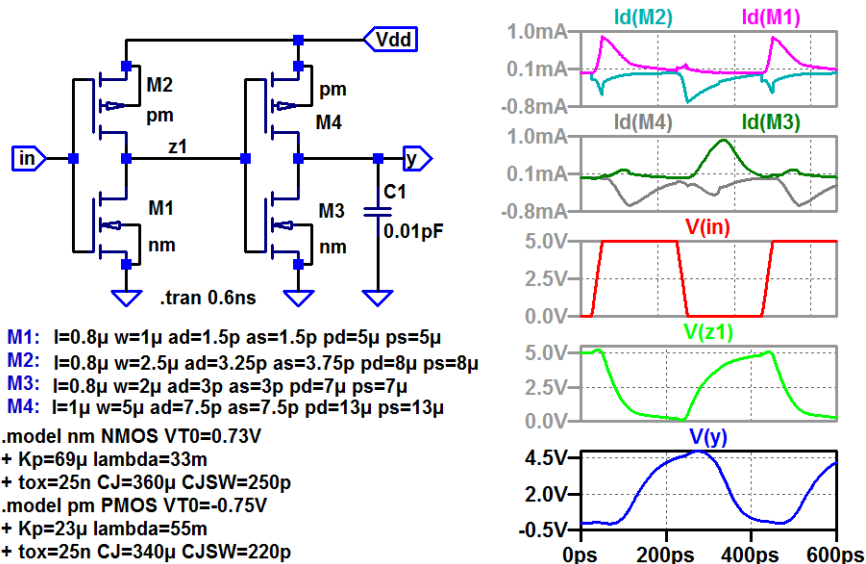 Vdd
M2
pm
pm
M4
in
z1
y
C1
0.01pF
M1
nm
M3
nm
.tran 0.6ns
M1: l=0.8µ w=1µ ad=1.5p as=1.5p pd=5µ ps=5µ
M2: l=0.8µ w=2.5µ ad=3.25p as=3.75p pd=8µ ps=8µ
M3: l=0.8µ w=2µ ad=3p as=3p pd=7µ ps=7µ
M4: l=1µ w=5µ ad=7.5p as=7.5p pd=13µ ps=13µ
.model nm NMOS VT0=0.73V
+ Kp=69µ lambda=33m
+ tox=25n CJ=360µ CJSW=250p
.model pm PMOS VT0=-0.75V
+ Kp=23µ lambda=55m
+ tox=25n CJ=340µ CJSW=220p
Id(M2) Id(M1)
1.0mA
0.1mA
-0.8mA
Id(M4) Id(M3)
1.0mA
0.1mA
-0.8mA
V(in)
5.0V
2.5V
0.0V
V(z1)
5.0V
2.5V
0.0V
V(y)
4.5V
2.0V
-0.5V
0ps 200ps 400ps 600ps